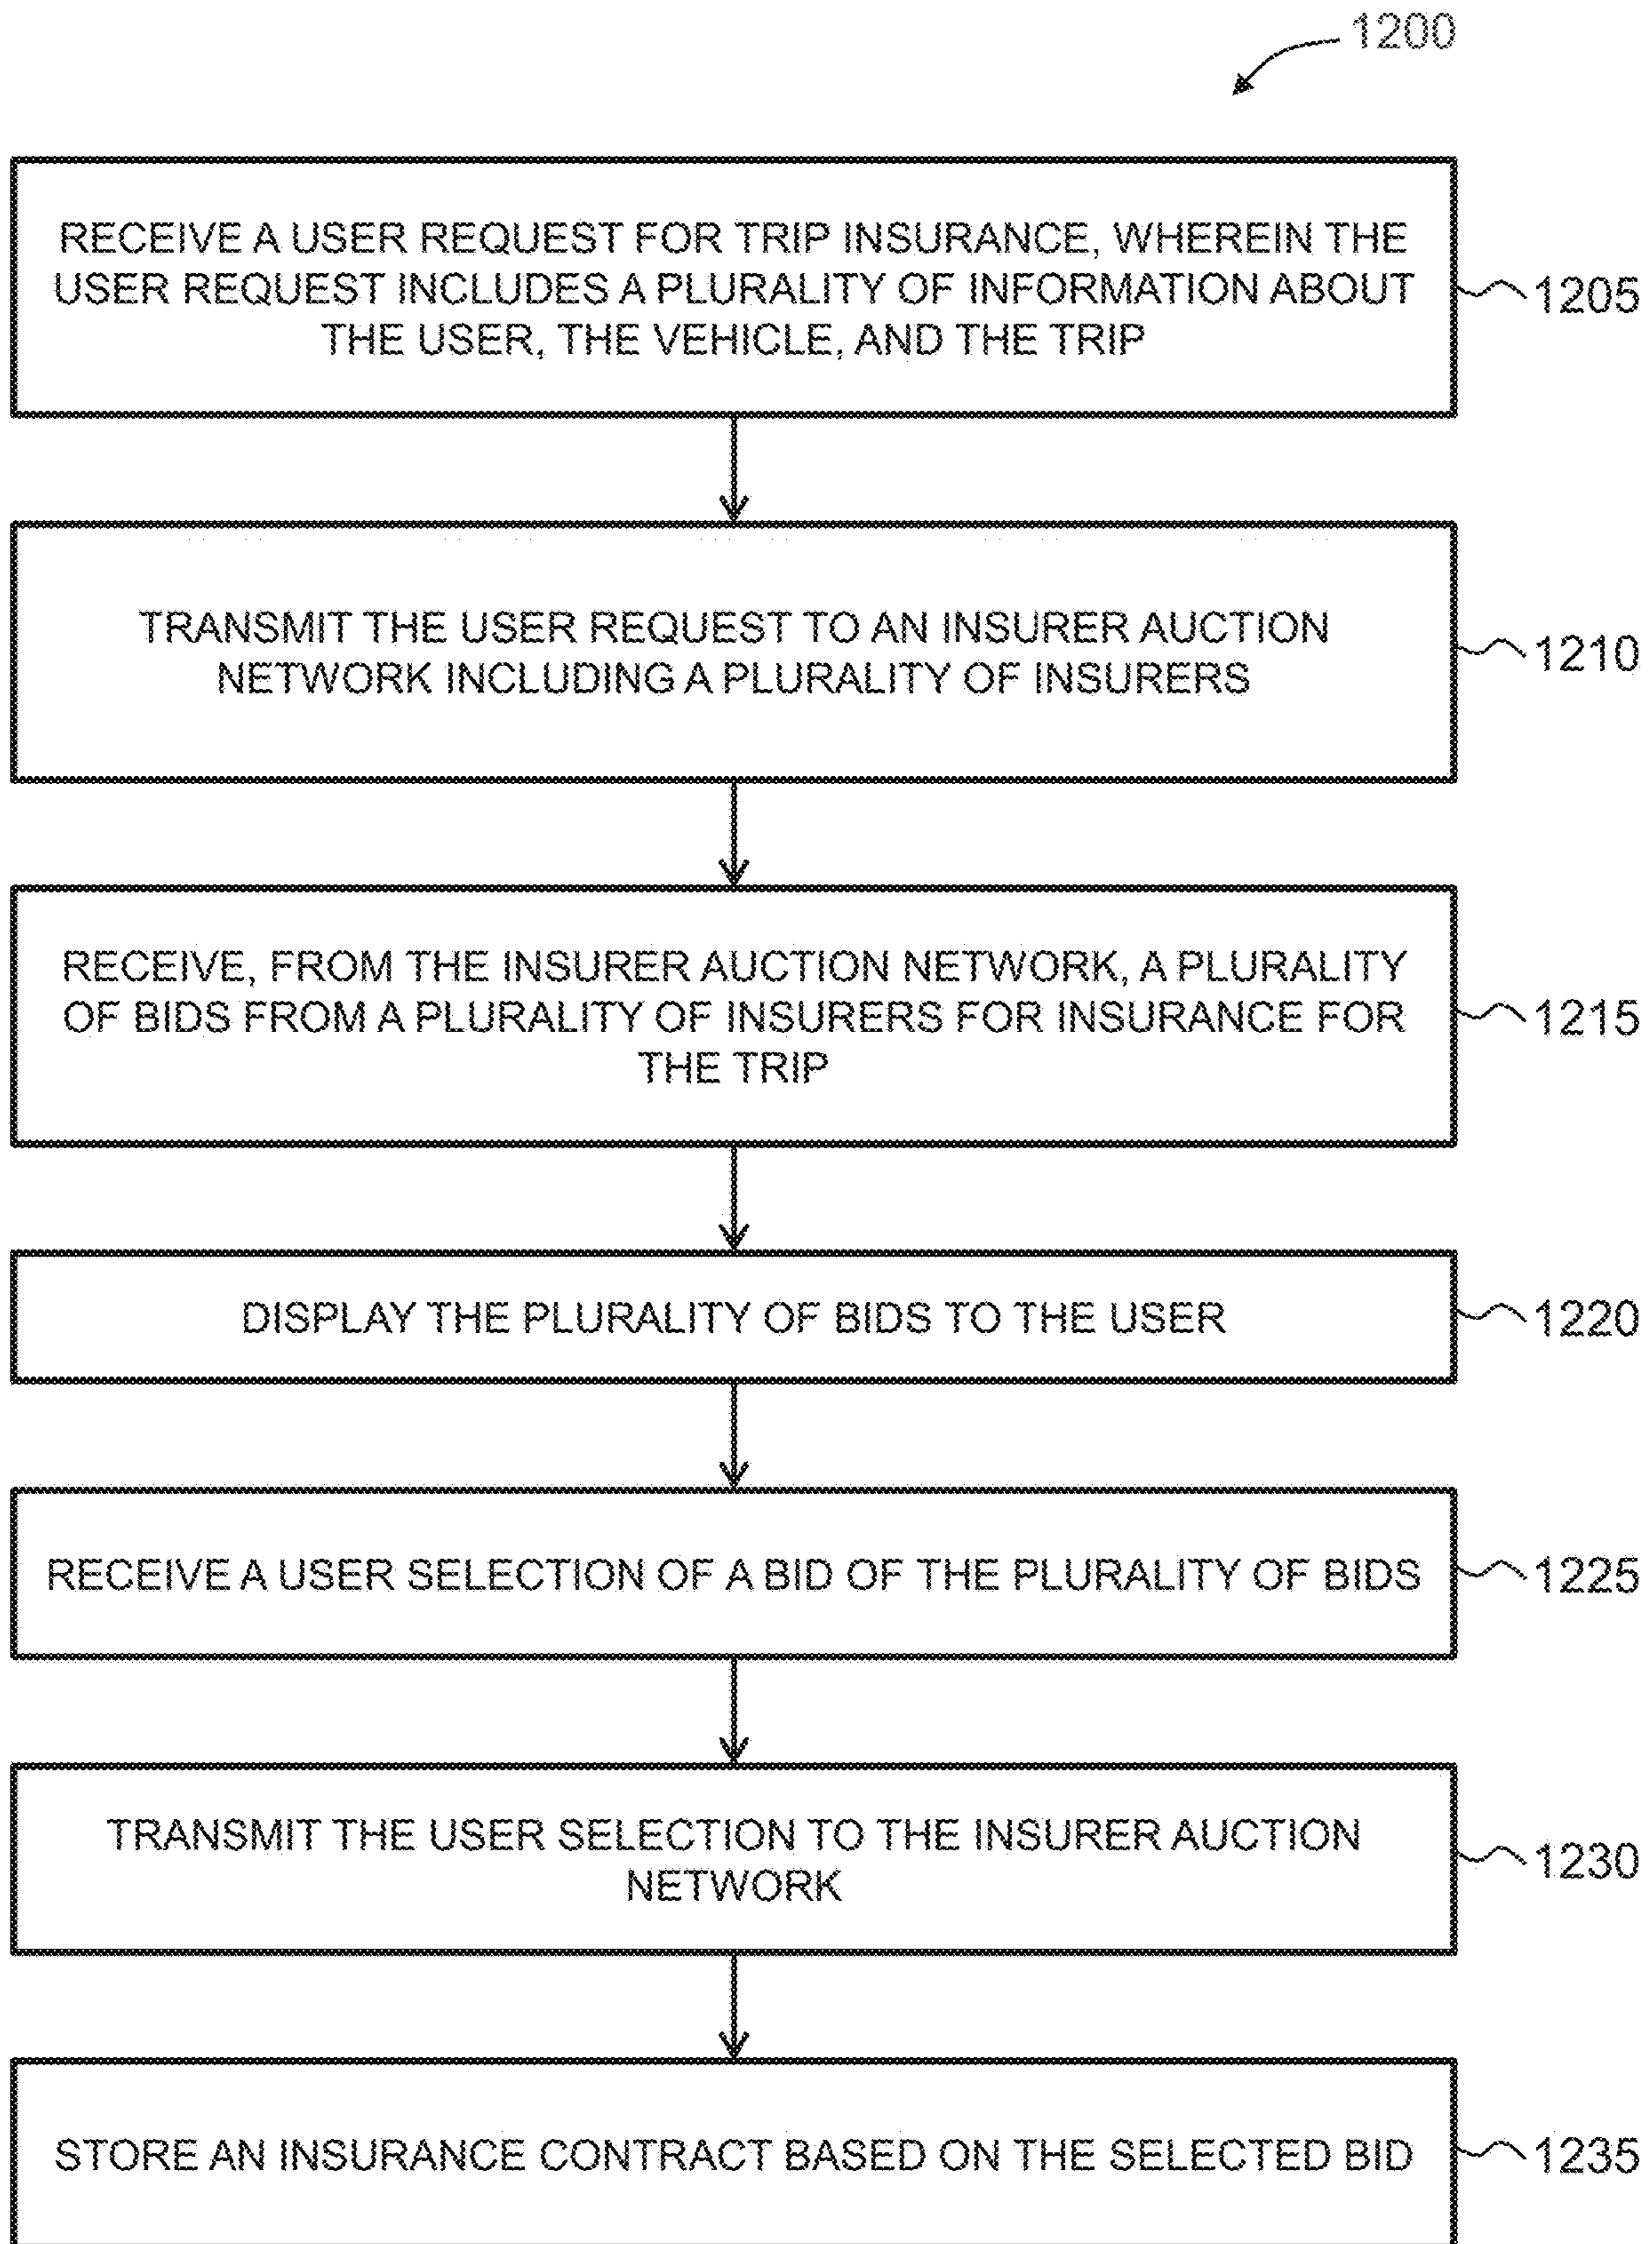 1200
RECEIVE A USER REQUEST FOR TRIP INSURANCE, WHEREIN THE
USER REQUEST INCLUDES A PLURALITY OF INFORMATION ABOUT
THE USER, THE VEHICLE, AND THE TRIP
1205
TRANSMIT THE USER REQUEST TO AN INSURER AUCTION
NETWORK INCLUDING A PLURALITY OF INSURERS
1210
RECEIVE, FROM THE INSURER AUCTION NETWORK, A PLURALITY
OF BIDS FROM A PLURALITY OF INSURERS FOR INSURANCE FOR
THE TRIP
1215
DISPLAY THE PLURALITY OF BIDS TO THE USER
1220
RECEIVE A USER SELECTION OF A BID OF THE PLURALITY OF BIDS
1225
TRANSMIT THE USER SELECTION TO THE INSURER AUCTION
NETWORK
1230
STORE AN INSURANCE CONTRACT BASED ON THE SELECTED BID
1235